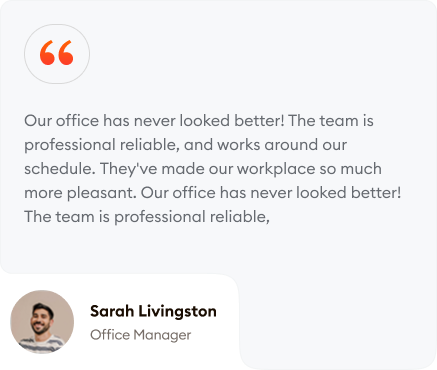 Our office has never looked better! The team is
professional reliable, and works around our
schedule. They've made our workplace so much
more pleasant. Our office has never looked better!
The team is professional reliable,
Sarah Livingston
Office Manager